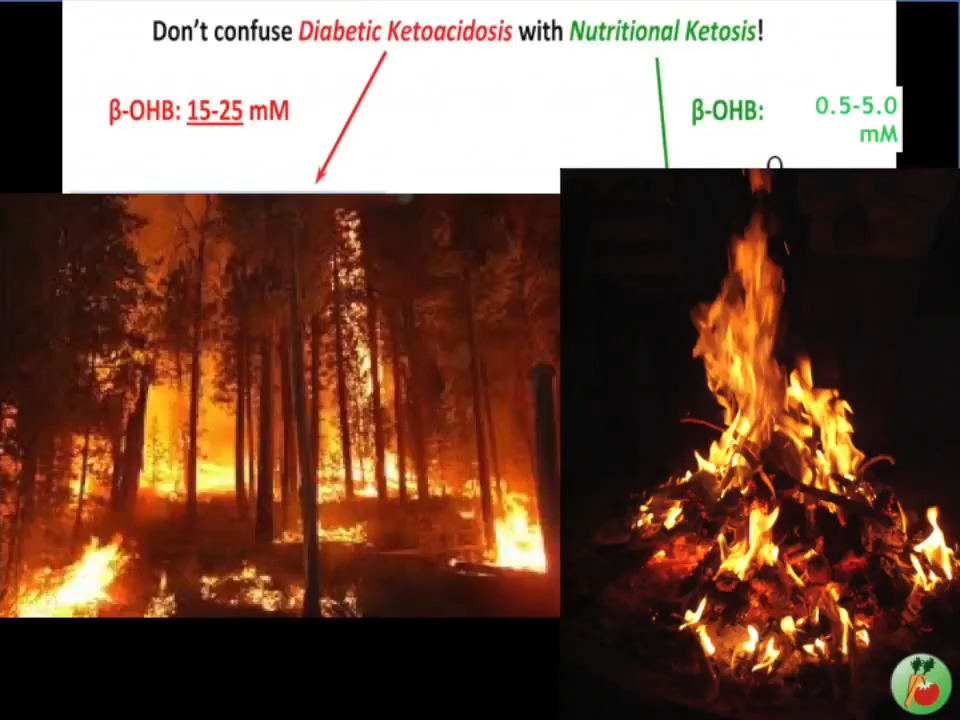 Don't confuse Diabetic Ketoacidosis with Nutritional Ketosis!
β-OHB: 15-25 mM
β-OHB: 0.5-5.0
mM